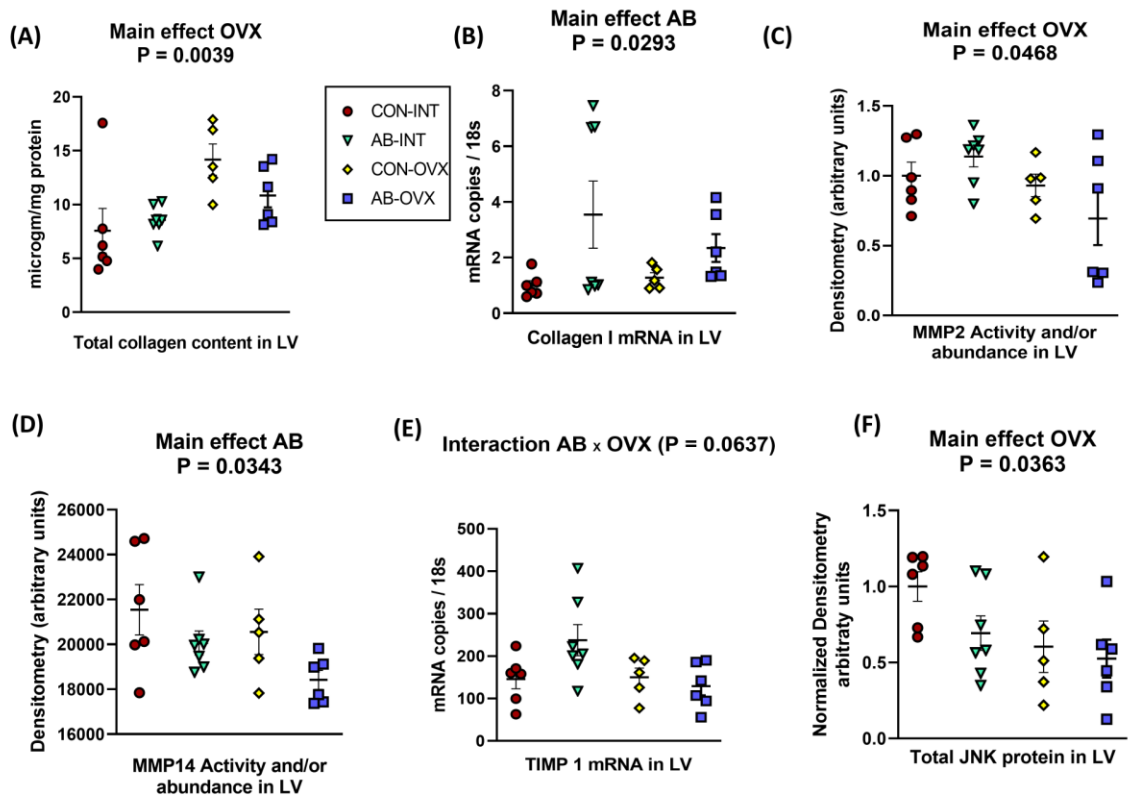 (A)
Main effect OVX
P = 0.0039
microgm/mg protein
20
15
10
5
0
Total collagen content in LV
CON-INT
AB-INT
CON-OVX
AB-OVX
(B)
Main effect AB
P = 0.0293
mRNA copies / 18s
8
6
4
2
0
Collagen I mRNA in LV
(C)
Main effect OVX
P = 0.0468
Densitometry (arbitrary units)
1.5
1.0
0.5
0.0
MMP2 Activity and/or
abundance in LV
(D)
Main effect AB
P = 0.0343
Densitometry (arbitrary units)
26000
24000
22000
20000
18000
16000
MMP14 Activity and/or
abundance in LV
(E)
Interaction AB x OVX (P = 0.0637)
mRNA copies / 18s
500
400
300
200
100
0
TIMP 1 mRNA in LV
(F)
Main effect OVX
P = 0.0363
Normalized Densitometry
arbitraty units
1.5
1.0
0.5
0.0
Total JNK protein in LV